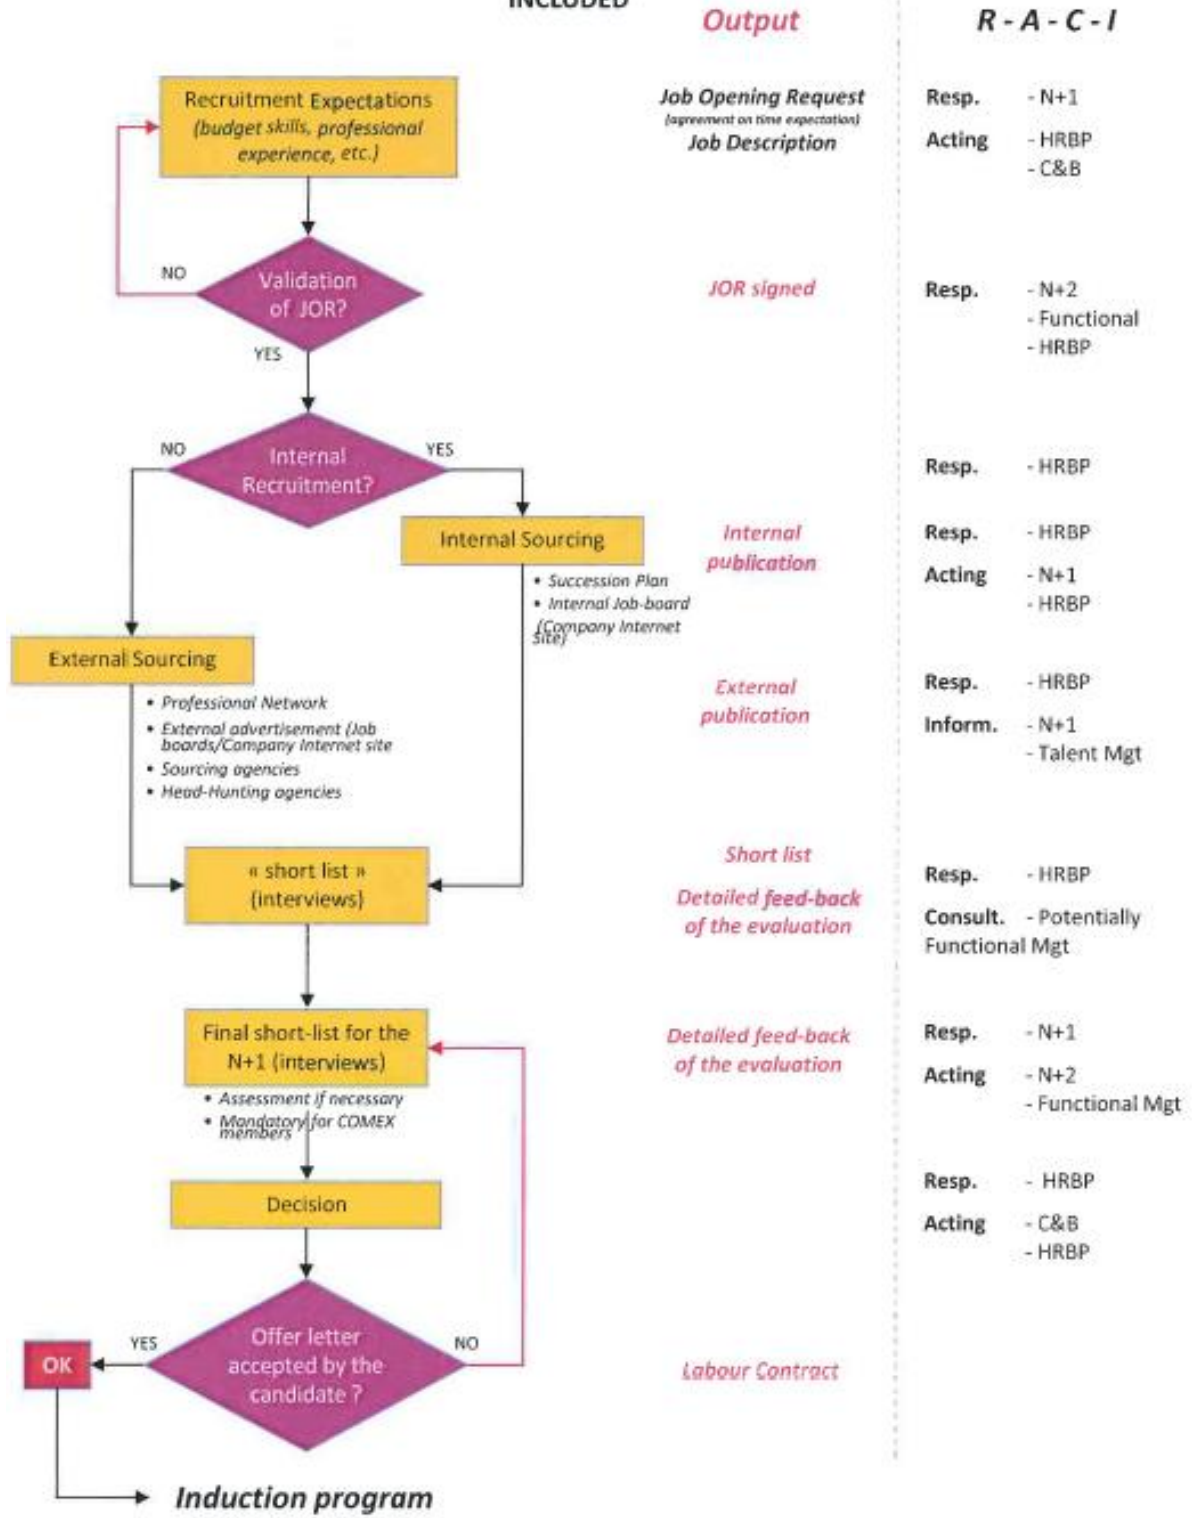 INCLUDED
Output
R - A - C - I
Recruitment Expectations
(budget skills, professional
experience, etc.)
Job Opening Request
(agreement on time expectation)
Job Description
Resp. - N+1
Acting - HRBP
- C&B
NO
Validation
of JOR?
YES
JOR signed
Resp. - N+2
- Functional
- HRBP
NO
Internal
Recruitment?
YES
Resp. - HRBP
Internal Sourcing
• Succession Plan
• Internal Job-board
(Company Internet
Site)
Internal
publication
Resp. - HRBP
Acting - N+1
- HRBP
External Sourcing
• Professional Network
• External advertisement (Job
boards/Company Internet site
• Sourcing agencies
• Head-Hunting agencies
External
publication
Resp. - HRBP
Inform. - N+1
- Talent Mgt
« short list »
(interviews)
Short list
Detailed feed-back
of the evaluation
Resp. - HRBP
Consult. - Potentially
Functional Mgt
Final short-list for the
N+1 (interviews)
• Assessment if necessary
• Mandatory for COMEX
members
Detailed feed-back
of the evaluation
Resp. - N+1
Acting - N+2
- Functional Mgt
Decision
Resp. - HRBP
Acting - C&B
- HRBP
Offer letter
accepted by the
candidate ?
YES
NO
OK
Labour Contract
Induction program